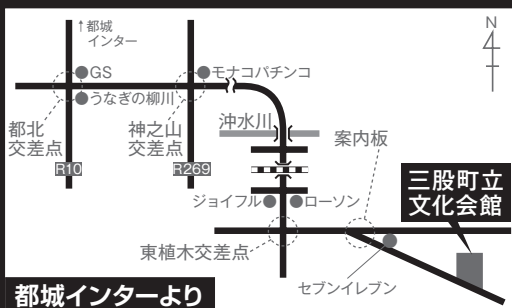 ↑都城
インター
N
GS
モナコパチンコ
うなぎの柳川
都北
交差点
神之山
交差点
沖水川
案内板
R10
R269
三股町立
文化会館
ジョイフル
ローソン
東植木交差点
セブンイレブン
都城インターより